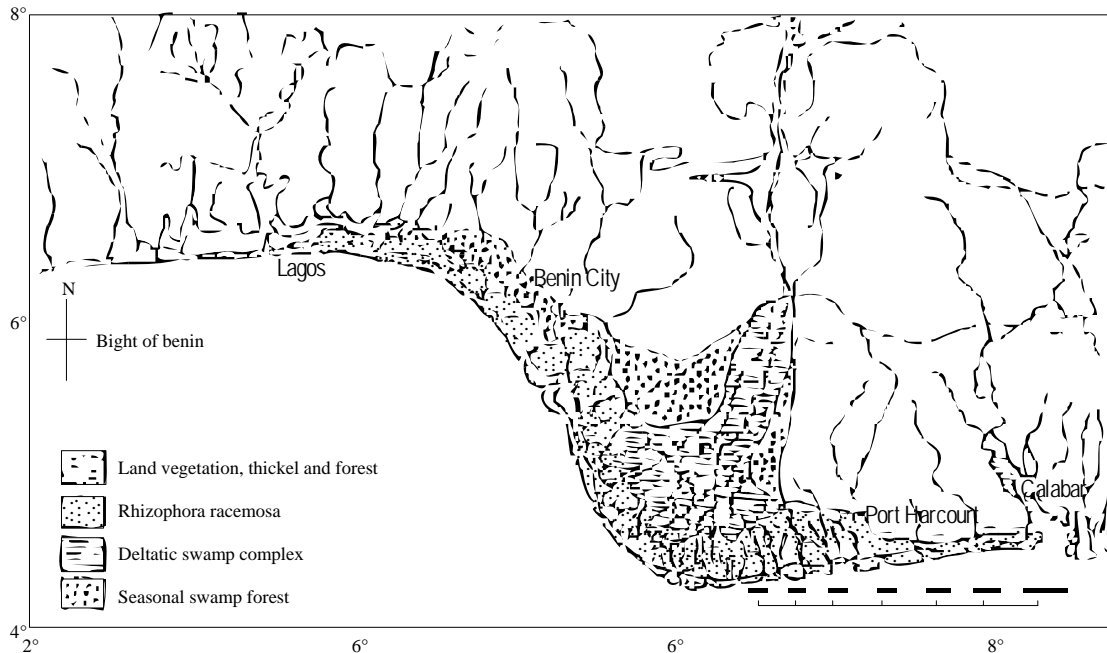 8°
Lagos
Benin City
N
6°
Bight of benin
Land vegetation, thickel and forest
Calabar
Rhizophora racemosa
Port Harcourt
Deltatic swamp complex
Seasonal swamp forest
4°
2°
6°
6°
8°